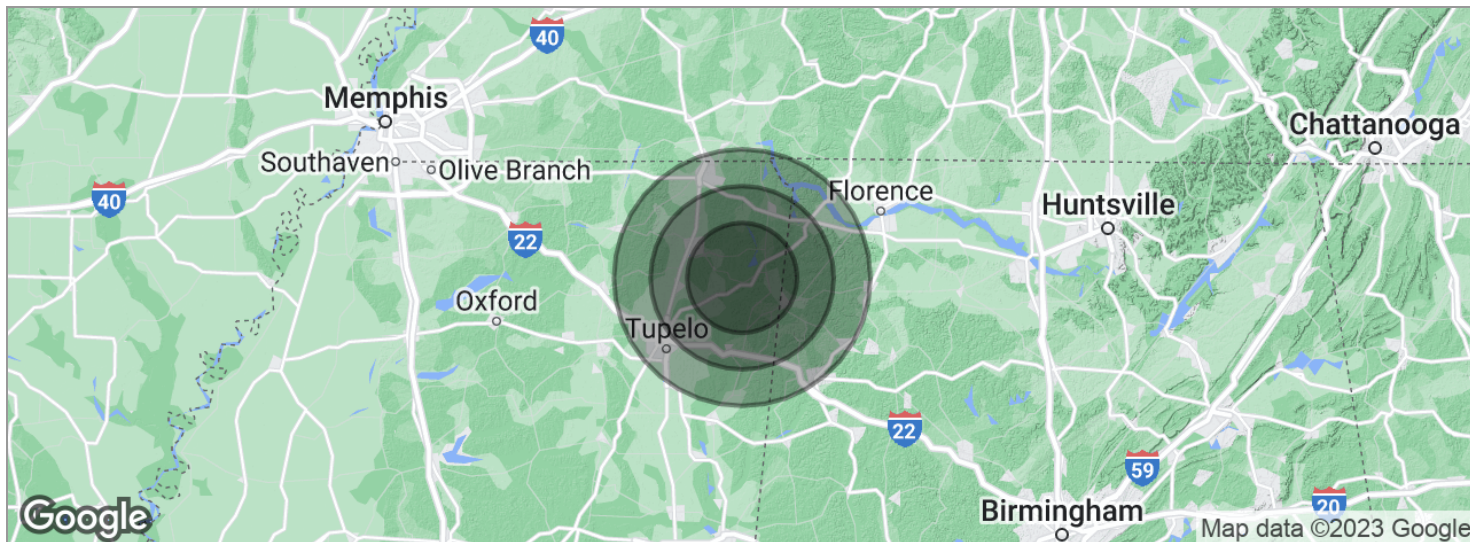 40
Memphis
Chattanooga
Southaven
Olive Branch
40
Florence
Huntsville
22
Oxford
Tupelo
22
59
Birmingham
20
Google
Map data ©2023 Google